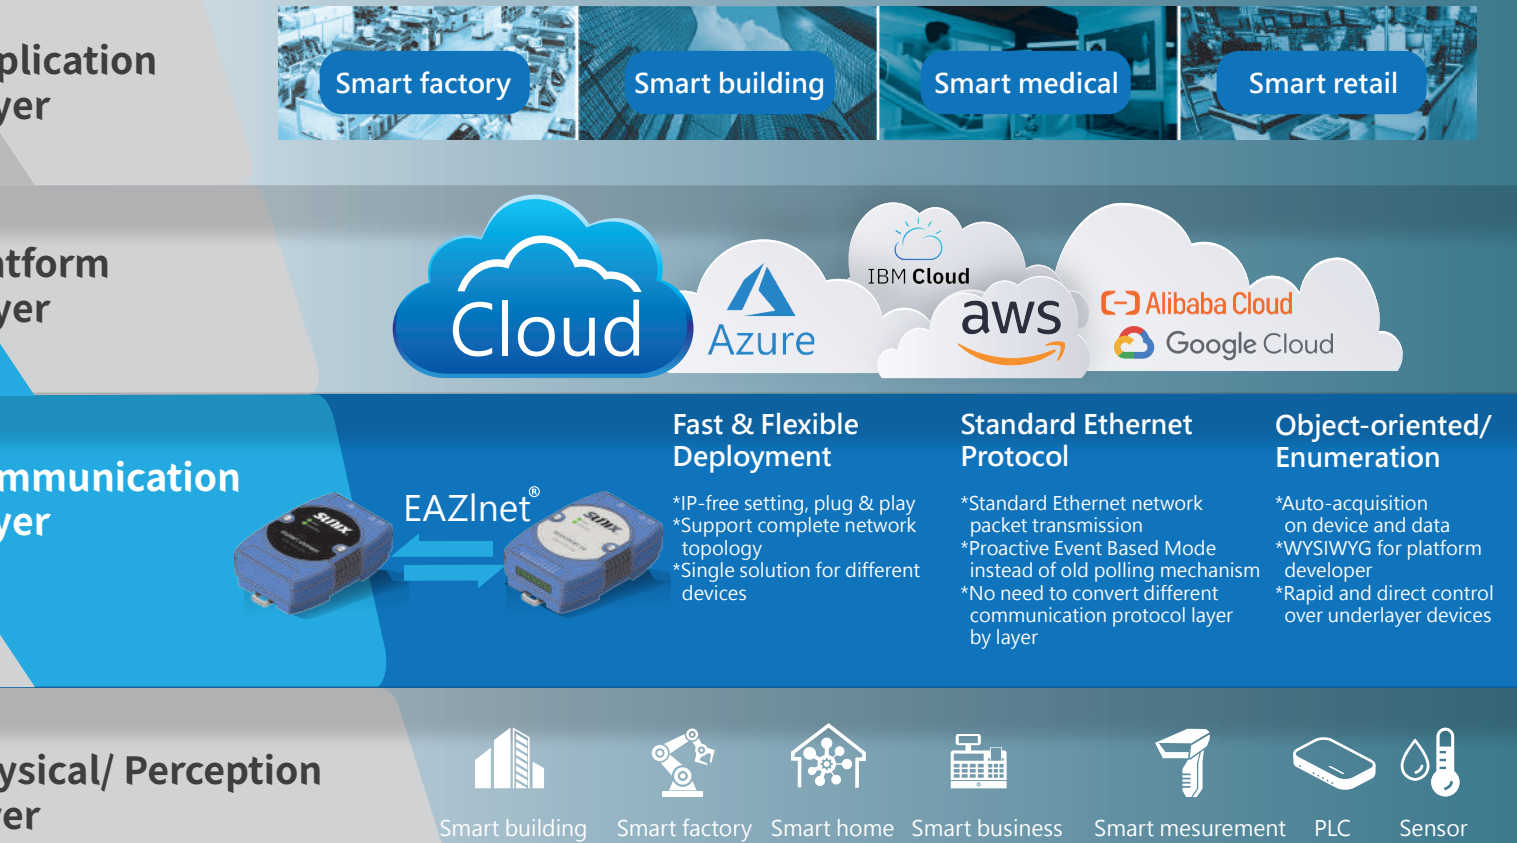 plication
yer
Smart factory
Smart building
Smart medical
Smart retail
atform
yer
Cloud
Azure
IBM Cloud
aws
Alibaba Cloud
Google Cloud
mmunication
yer
EAZInet®
SUNIX
SUNIX
Fast & Flexible
Deployment
*IP-free setting, plug & play
*Support complete network
topology
*Single solution for different
devices
Standard Ethernet
Protocol
*Standard Ethernet network
packet transmission
*Proactive Event Based Mode
instead of old polling mechanism
*No need to convert different
communication protocol layer
by layer
Object-oriented/
Enumeration
*Auto-acquisition
on device and data
*WYSIWYG for platform
developer
*Rapid and direct control
over underlayer devices
ysical/ Perception
yer
Smart building
Smart factory
Smart home
Smart business
Smart mesurement
PLC
Sensor